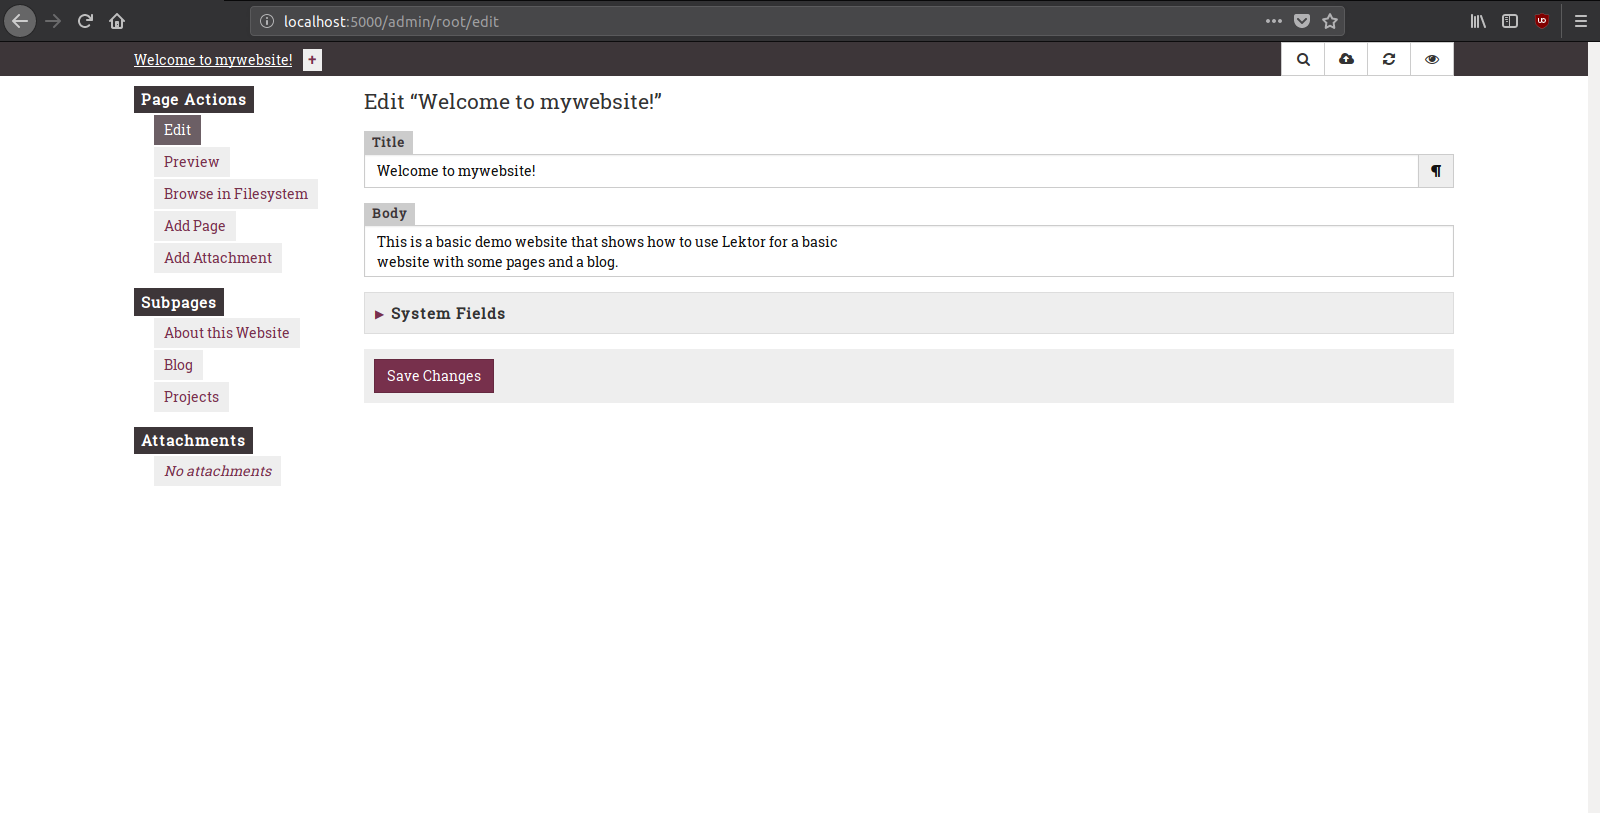 localhost:5000/admin/root/edit
Welcome to mywebsite! +
Page Actions
Edit
Preview
Browse in Filesystem
Add Page
Add Attachment
Subpages
About this Website
Blog
Projects
Attachments
No attachments
Edit “Welcome to mywebsite!”
Title
Welcome to mywebsite! ¶
Body
This is a basic demo website that shows how to use Lektor for a basic
website with some pages and a blog.
System Fields
Save Changes